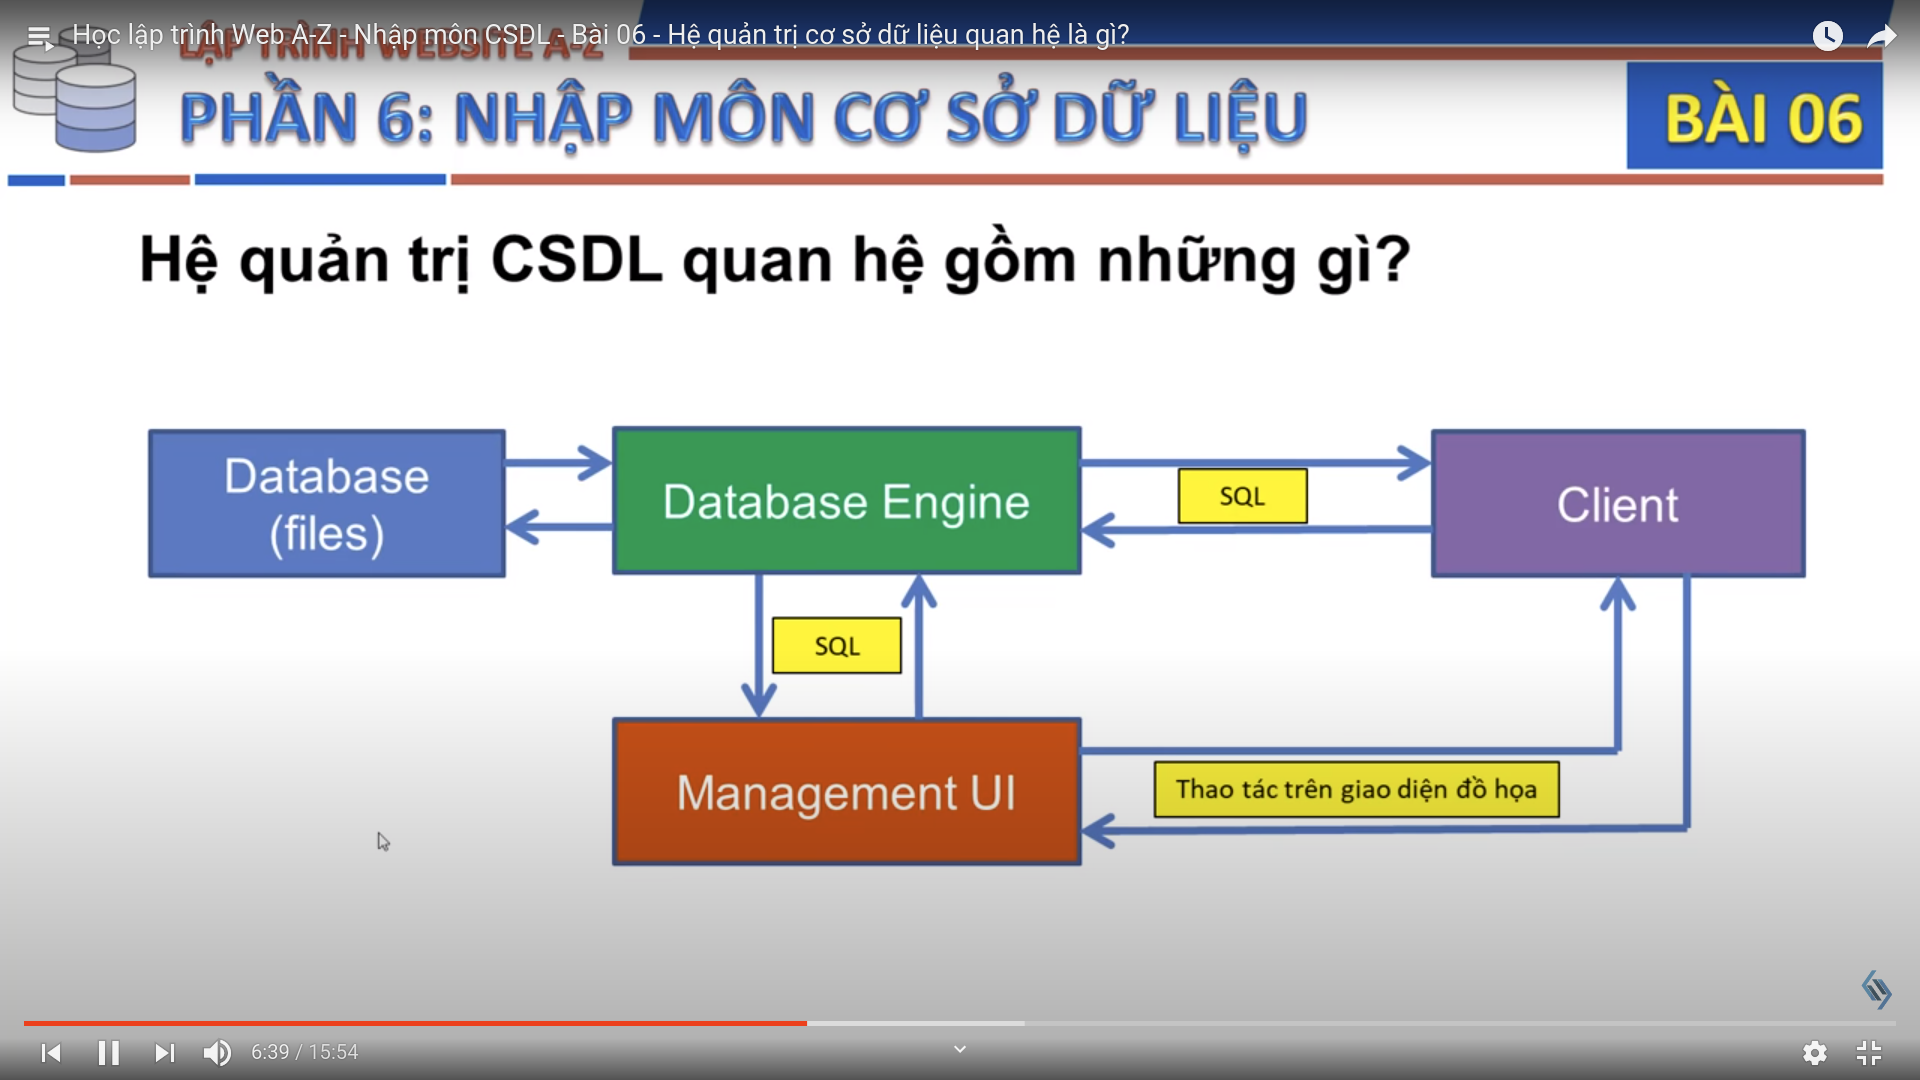 Học lập trình Web A-Z - Nhập môn CSDL - Bài 06 - Hệ quản trị cơ sở dữ liệu quan hệ là gì?
LẬP TRÌNH WEBSITE A-Z
PHẦN 6: NHẬP MÔN CƠ SỞ DỮ LIỆU
BÀI 06
Hệ quản trị CSDL quan hệ gồm những gì?
Database
(files)
Database Engine
SQL
Client
SQL
Management UI
Thao tác trên giao diện đồ họa
6:39 / 15:54